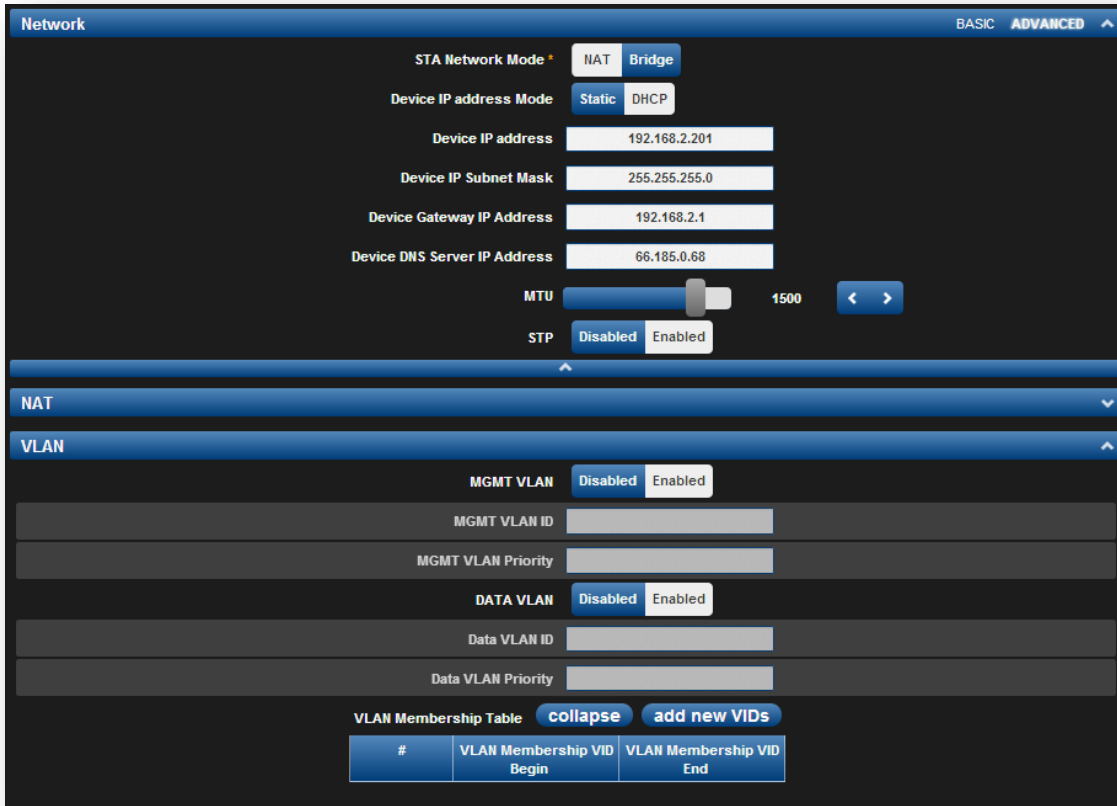 Network BASIC ADVANCED
STA Network Mode * NAT Bridge
Device IP address Mode Static DHCP
Device IP address 192.168.2.201
Device IP Subnet Mask 255.255.255.0
Device Gateway IP Address 192.168.2.1
Device DNS Server IP Address 66.185.0.68
MTU 1500
STP Disabled Enabled
NAT
VLAN
MGMT VLAN Disabled Enabled
MGMT VLAN ID
MGMT VLAN Priority
DATA VLAN Disabled Enabled
Data VLAN ID
Data VLAN Priority
VLAN Membership Table collapse add new VIDs
# VLAN Membership VID VLAN Membership VID
Begin End